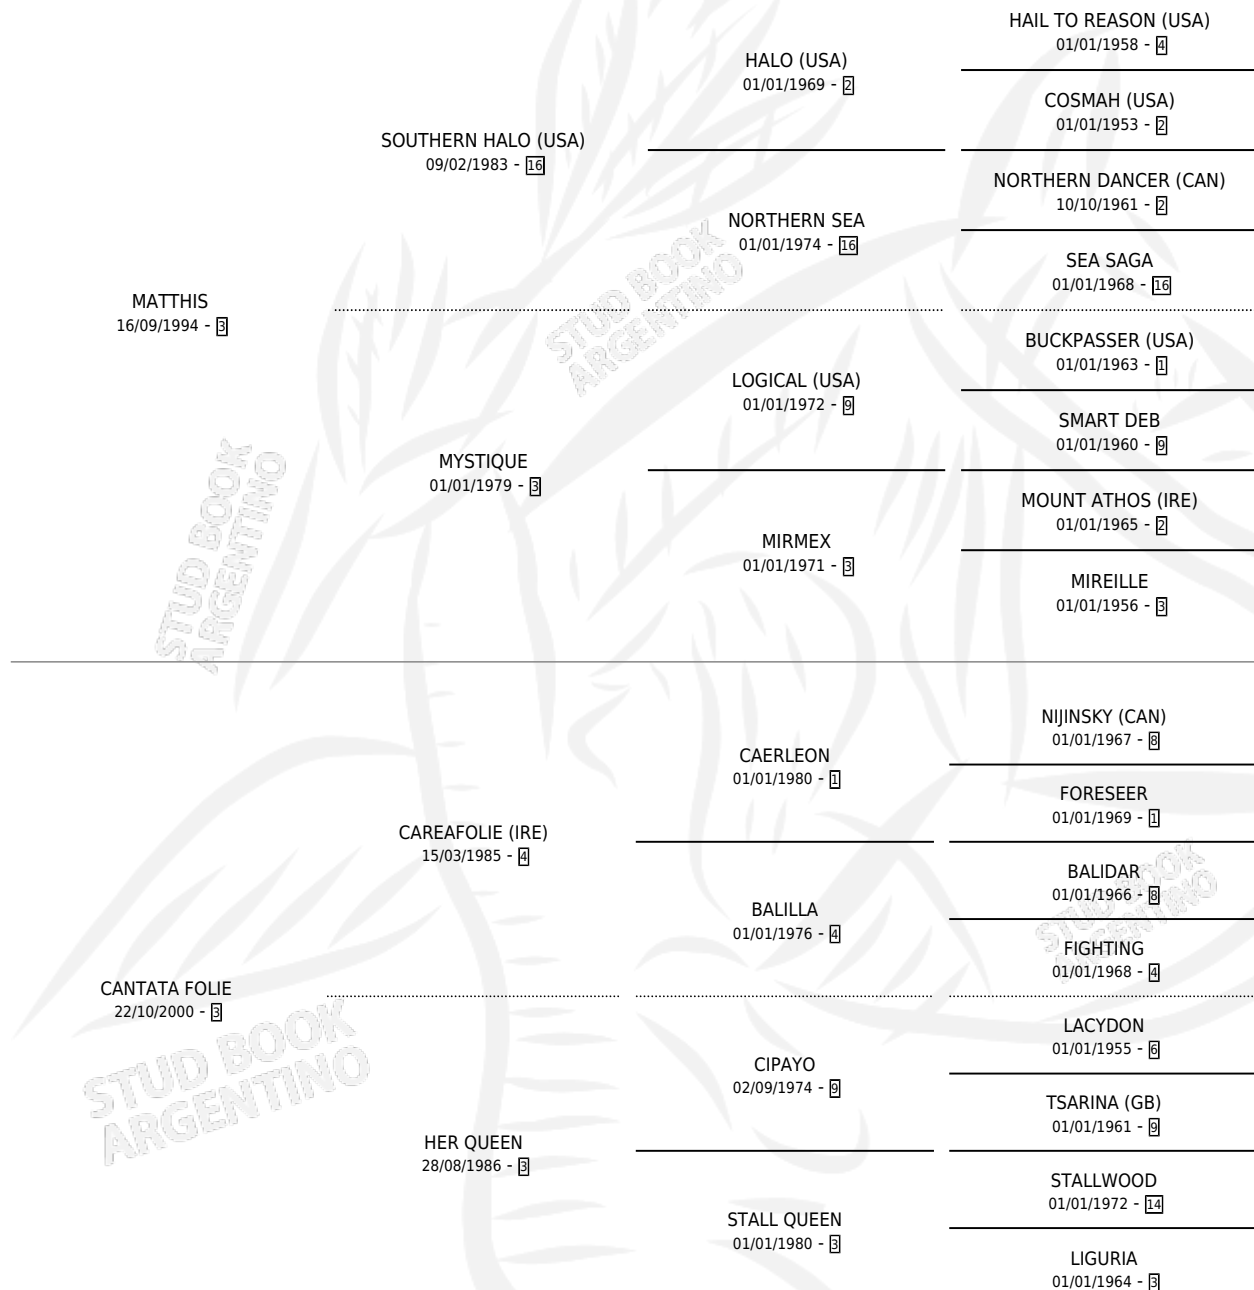 HAIL TO REASON (USA)
01/01/1958 - 4
HALO (USA)
01/01/1969 - 2
COSMAH (USA)
01/01/1953 - 2
SOUTHERN HALO (USA)
09/02/1983 - 16
NORTHERN DANCER (CAN)
10/10/1961 - 2
NORTHERN SEA
01/01/1974 - 16
SEA SAGA
01/01/1968 - 16
MATTHIS
16/09/1994 - 3
BUCKPASSER (USA)
01/01/1963 - 1
LOGICAL (USA)
01/01/1972 - 9
SMART DEB
01/01/1960 - 9
MYSTIQUE
01/01/1979 - 3
MOUNT ATHOS (IRE)
01/01/1965 - 2
MIRMEX
01/01/1971 - 3
MIREILLE
01/01/1956 - 3
NIJINSKY (CAN)
01/01/1967 - 8
CAERLEON
01/01/1980 - 1
FORESEER
01/01/1969 - 1
CAREAFOLIE (IRE)
15/03/1985 - 4
BALIDAR
01/01/1966 - 8
BALILLA
01/01/1976 - 4
FIGHTING
01/01/1968 - 4
CANTATA FOLIE
22/10/2000 - 3
LACYDON
01/01/1955 - 6
CIPAYO
02/09/1974 - 9
TSARINA (GB)
01/01/1961 - 9
HER QUEEN
28/08/1986 - 3
STALLWOOD
01/01/1972 - 14
STALL QUEEN
01/01/1980 - 3
LIGURIA
01/01/1964 - 3
STUD BOOK
ARGENTINO
STUD BOOK
ARGENTINO
STUD BOOK
ARGENTINO
STUD BOOK
ARGENTINO